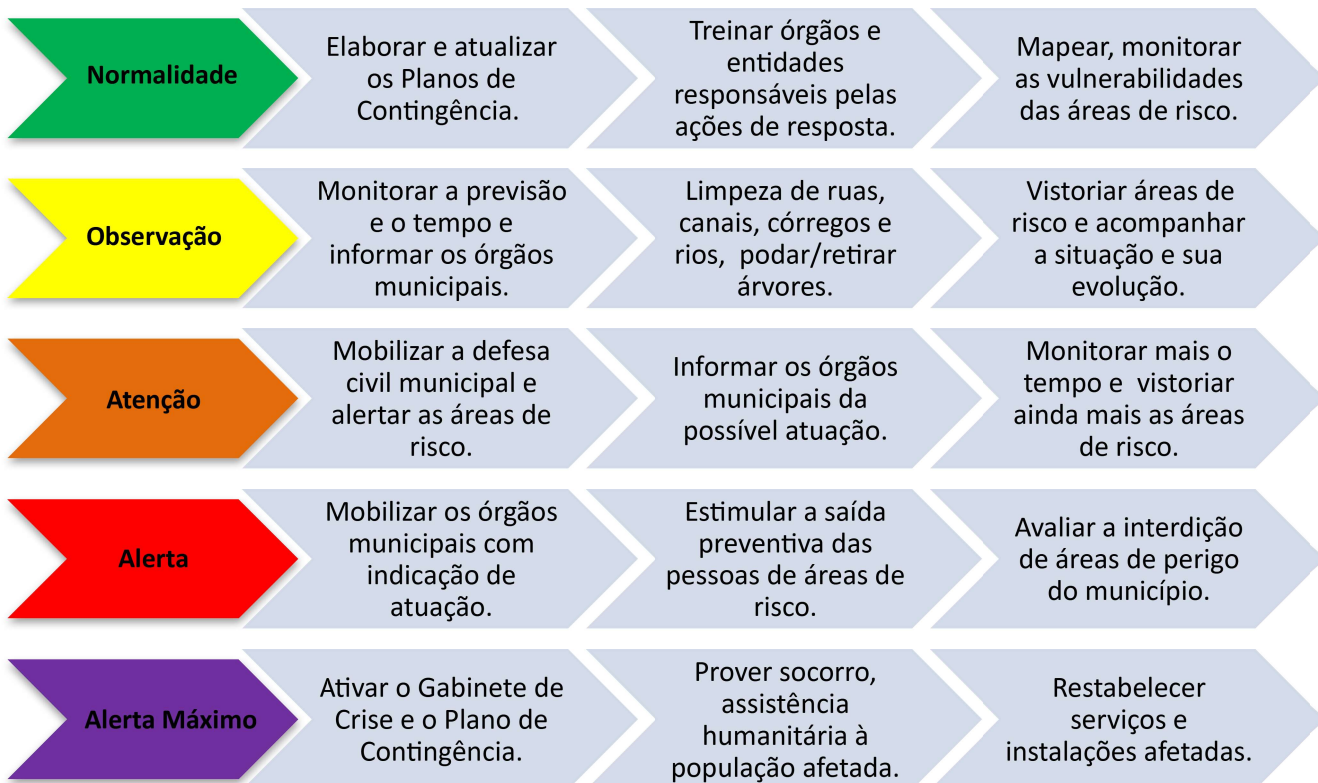 Normalidade
Elaborar e atualizar
os Planos de
Contingência.
Treinar órgãos e
entidades
responsáveis pelas
ações de resposta.
Mapear, monitorar
as vulnerabilidades
das áreas de risco.
Observação
Monitorar a previsão
e o tempo e
informar os órgãos
municipais.
Limpeza de ruas,
canais, córregos e
rios, podar/retirar
árvores.
Vistoriar áreas de
risco e acompanhar
a situação e sua
evolução.
Atenção
Mobilizar a defesa
civil municipal e
alertar as áreas de
risco.
Informar os órgãos
municipais da
possível atuação.
Monitorar mais o
tempo e vistoriar
ainda mais as áreas
de risco.
Alerta
Mobilizar os órgãos
municipais com
indicação de
atuação.
Estimular a saída
preventiva das
pessoas de áreas de
risco.
Avaliar a interdição
de áreas de perigo
do município.
Alerta Máximo
Ativar o Gabinete de
Crise e o Plano de
Contingência.
Prover socorro,
assistência
humanitária à
população afetada.
Restabelecer
serviços e
instalações afetadas.